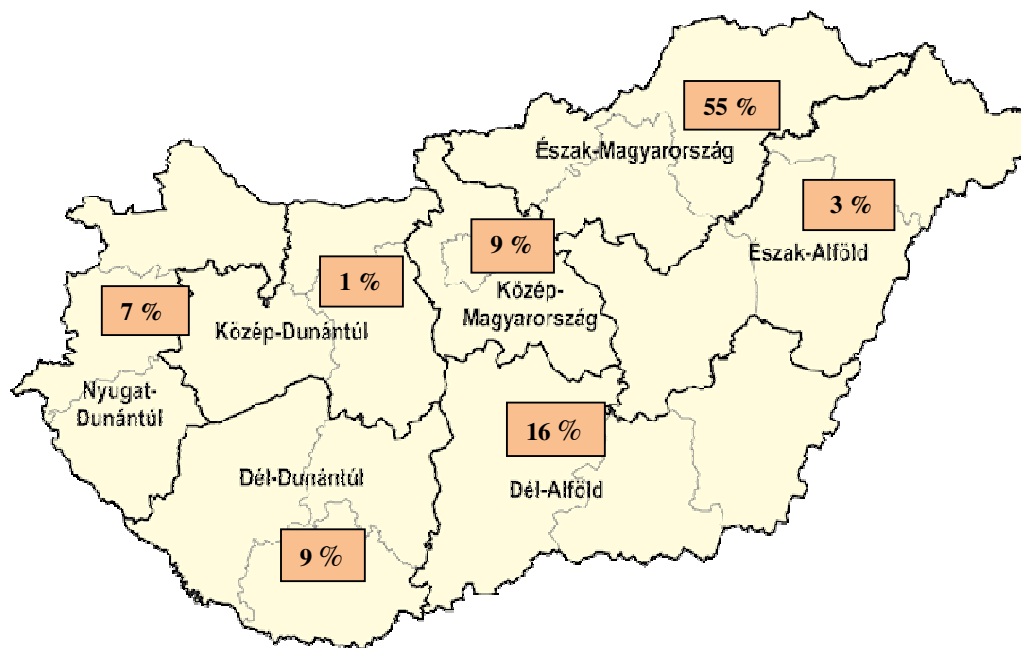 55 %
Észak-Magyarország
3 %
Észak-Alföld
9 %
Közép-
Magyarország
1 %
Közép-Dunántúl
7 %
Nyugat-
Dunántúl
16 %
Dél-Alföld
Dél-Dunántúl
9 %